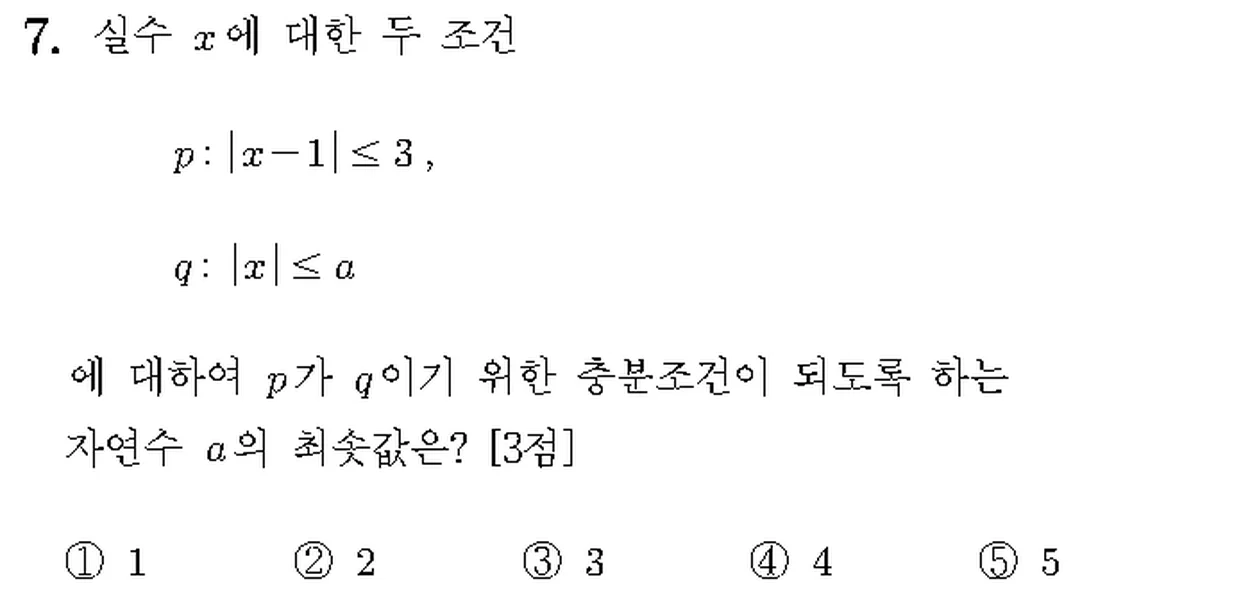 7. 실수 x에 대한 두 조건
p : |x−1| ≤ 3 ,
q : |x| ≤ a
에 대하여 p가 q이기 위한 충분조건이 되도록 하는
자연수 a의 최솟값은? [3점]
① 1 ② 2 ③ 3 ④ 4 ⑤ 5